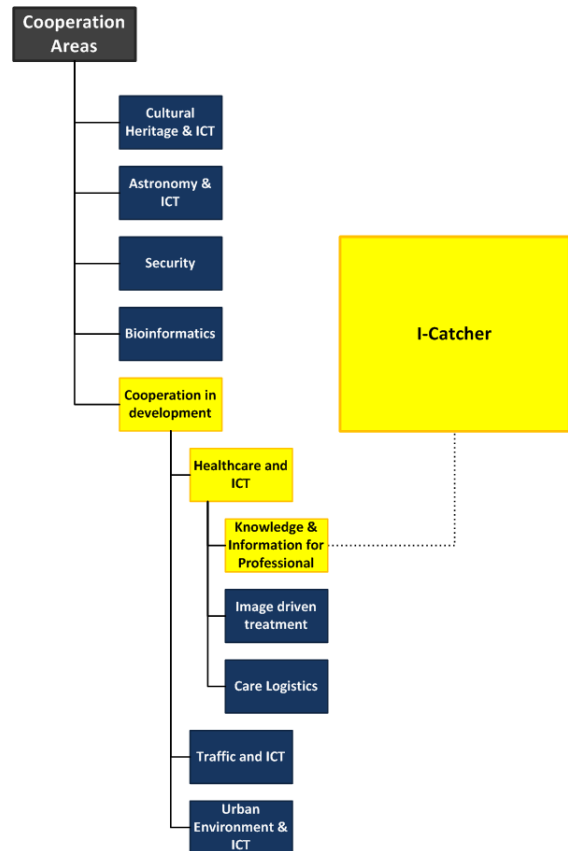 Cooperation
Areas
Cultural
Heritage & ICT
Astronomy &
ICT
Security
Bioinformatics
Cooperation in
development
Healthcare and
ICT
Knowledge &
Information for
Professional
Image driven
treatment
Care Logistics
Traffic and ICT
Urban
Environment &
ICT
I-Catcher